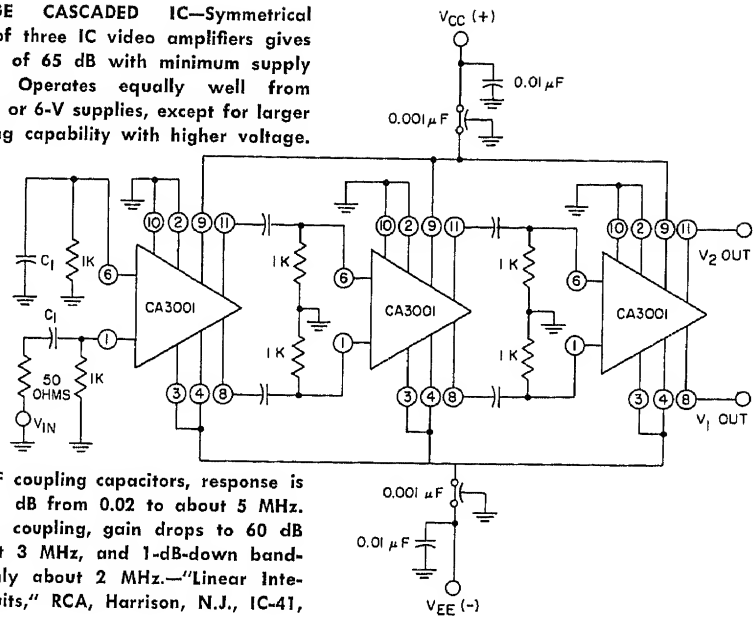 GE CASCADED IC—Symmetrical
of three IC video amplifiers gives
of 65 dB with minimum supply
Operates equally well from
or 6-V supplies, except for larger
capability with higher voltage.
VCC (+)
0.01 µF
0.001 µF
10 2 9 11
10 2 9 11
10 2 9 11
C1 1K 6
1K 6
1K 6
V2 OUT
CA3001
CA3001
CA3001
C1 1
1K 1
1K 1
50 OHMS 1K
3 4 8
3 4 8
3 4 8
V1 OUT
VIN
coupling capacitors, response is
dB from 0.02 to about 5 MHz.
coupling, gain drops to 60 dB
3 MHz, and 1-dB-down band-
about 2 MHz.—"Linear Inte-
RCA, Harrison, N.J., IC-41,
0.001 µF
0.01 µF
VEE (-)